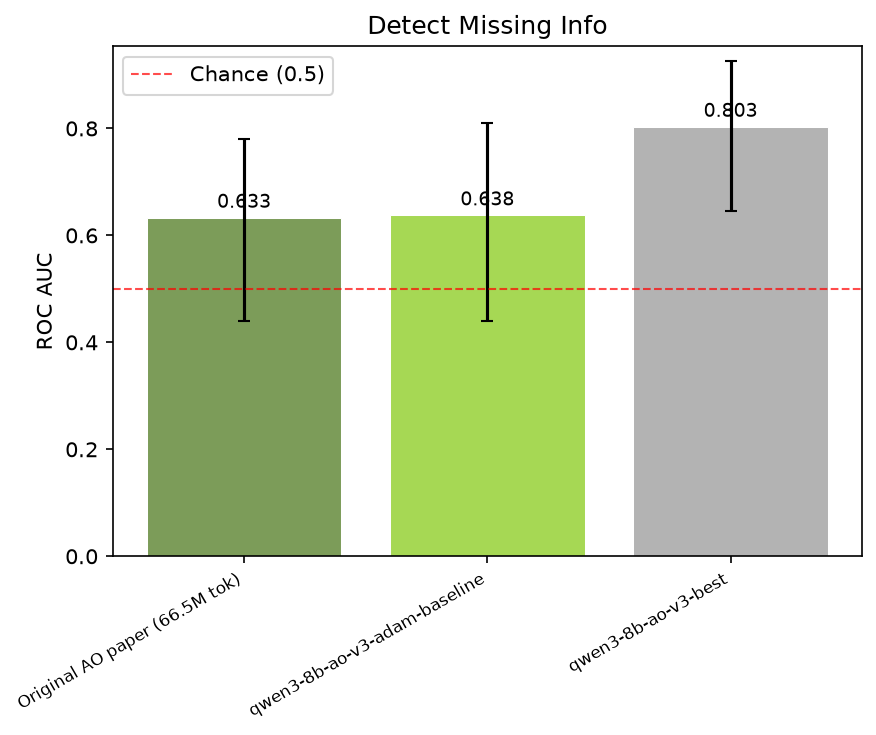 Detect Missing Info
Chance (0.5)
ROC AUC
0.8
0.6
0.4
0.2
0.0
0.633
0.638
0.803
Original AO paper (66.5M tok)
qwen3-8b-ao-v3-adam-baseline
qwen3-8b-ao-v3-best